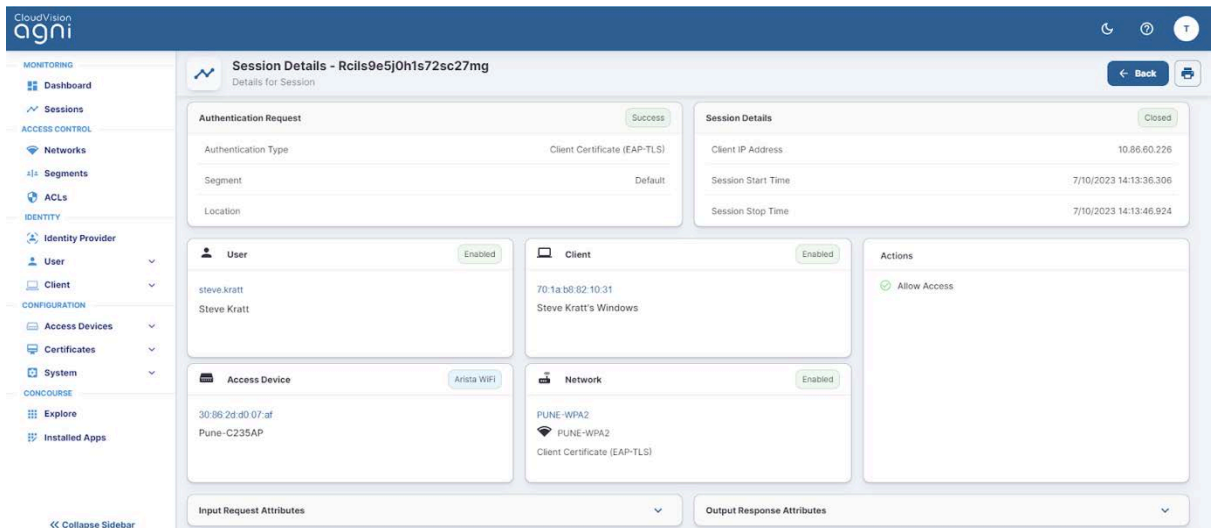 CloudVision
agni
T
MONITORING
Dashboard
Sessions
ACCESS CONTROL
Networks
Segments
ACLs
IDENTITY
Identity Provider
User
Client
CONFIGURATION
Access Devices
Certificates
System
CONCOURSE
Explore
Installed Apps
Collapse Sidebar
Session Details - Rcils9e5j0h1s72sc27mg
Details for Session
Back
Authentication Request Success
Authentication Type Client Certificate (EAP-TLS)
Segment Default
Location
Session Details Closed
Client IP Address 10.86.60.226
Session Start Time 7/10/2023 14:13:36.306
Session Stop Time 7/10/2023 14:13:46.924
User Enabled
steve.kratt
Steve Kratt
Client Enabled
70:1a:b8:82:10:31
Steve Kratt's Windows
Actions
Allow Access
Access Device Arista WiFi
30:86:2d:d0:07:af
Pune-C235AP
Network Enabled
PUNE-WPA2
PUNE-WPA2
Client Certificate (EAP-TLS)
Input Request Attributes
Output Response Attributes